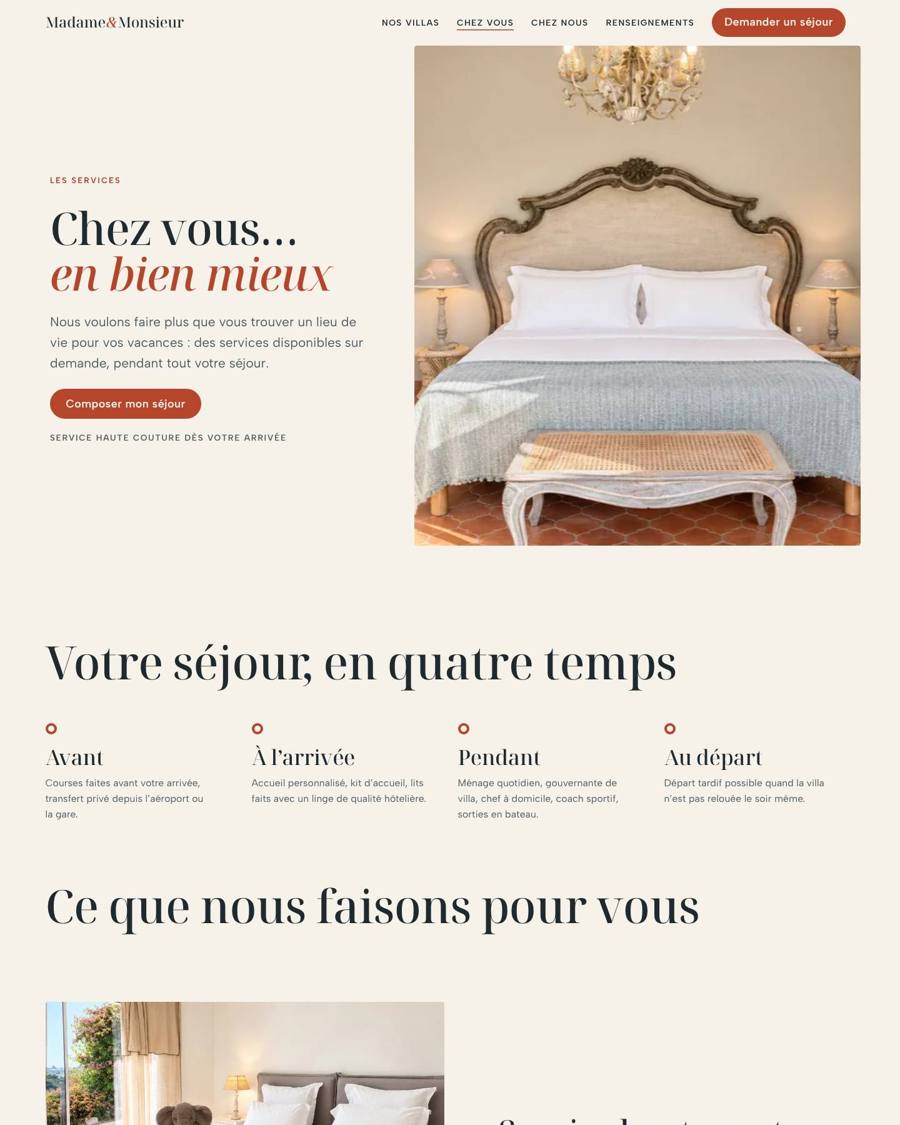 Madame&Monsieur
NOS VILLAS
CHEZ VOUS
CHEZ NOUS
RENSEIGNEMENTS
Demander un séjour
LES SERVICES
Chez vous…
en bien mieux
Nous voulons faire plus que vous trouver un lieu de
vie pour vos vacances : des services disponibles sur
demande, pendant tout votre séjour.
Composer mon séjour
SERVICE HAUTE COUTURE DÈS VOTRE ARRIVÉE
Votre séjour, en quatre temps
Avant
Courses faites avant votre arrivée,
transfert privé depuis l’aéroport ou
la gare.
À l’arrivée
Accueil personnalisé, kit d’accueil, lits
faits avec un linge de qualité hôtelière.
Pendant
Ménage quotidien, gouvernante de
villa, chef à domicile, coach sportif,
sorties en bateau.
Au départ
Départ tardif possible quand la villa
n’est pas relouée le soir même.
Ce que nous faisons pour vous